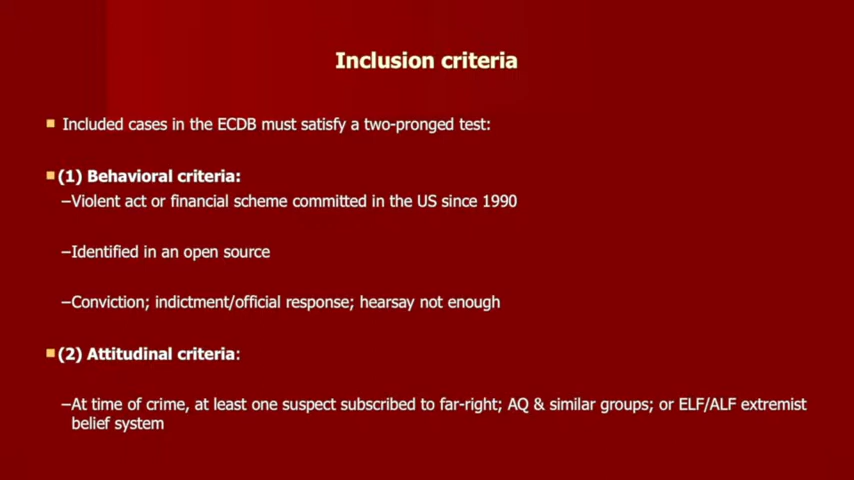 Inclusion criteria
Included cases in the ECDB must satisfy a two-pronged test:
(1) Behavioral criteria:
–Violent act or financial scheme committed in the US since 1990
–Identified in an open source
–Conviction; indictment/official response; hearsay not enough
(2) Attitudinal criteria:
–At time of crime, at least one suspect subscribed to far-right; AQ & similar groups; or ELF/ALF extremist
belief system